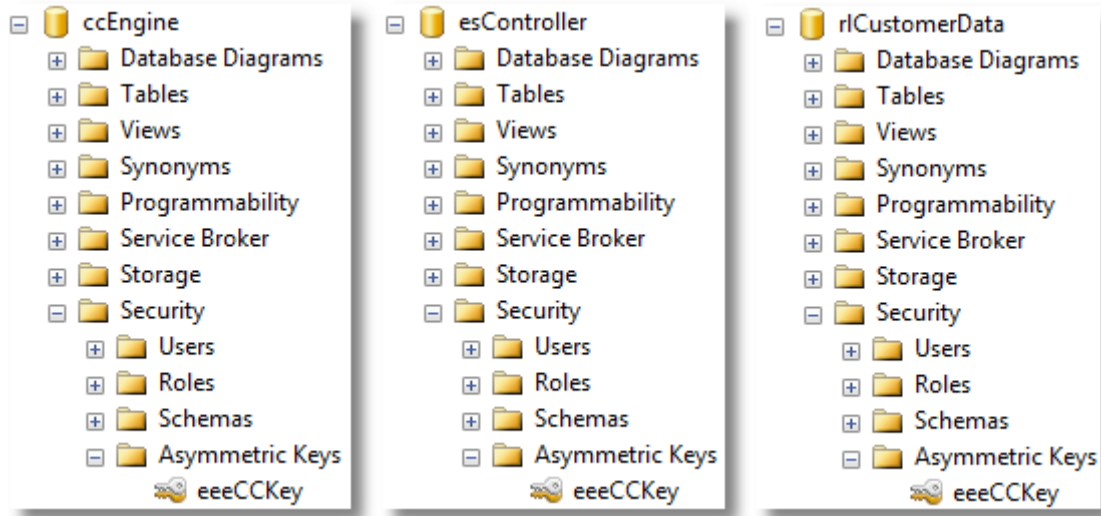 ccEngine
Database Diagrams
Tables
Views
Synonyms
Programmability
Service Broker
Storage
Security
Users
Roles
Schemas
Asymmetric Keys
eeeCCKey
esController
Database Diagrams
Tables
Views
Synonyms
Programmability
Service Broker
Storage
Security
Users
Roles
Schemas
Asymmetric Keys
eeeCCKey
rlCustomerData
Database Diagrams
Tables
Views
Synonyms
Programmability
Service Broker
Storage
Security
Users
Roles
Schemas
Asymmetric Keys
eeeCCKey